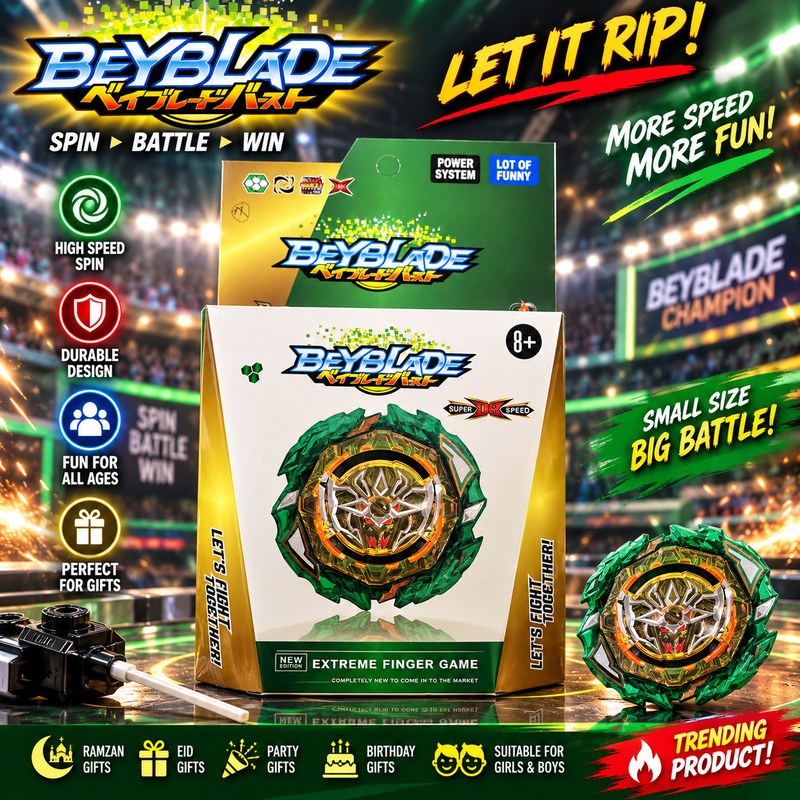 BEYBLADE
ベイブレードバースト
SPIN ▸ BATTLE ▸ WIN
LET IT RIP!
MORE SPEED
MORE FUN!
HIGH SPEED
SPIN
DURABLE
DESIGN
FUN FOR
ALL AGES
PERFECT
FOR GIFTS
POWER
SYSTEM
LOT OF
FUNNY
BEYBLADE
ベイブレードバースト
8+
BEYBLADE
ベイブレードバースト
SUPER
SPEED
LET'S FIGHT
TOGETHER!
LET'S FIGHT
TOGETHER!
NEW
EDITION
EXTREME FINGER GAME
COMPLETELY NEW TO COME IN TO THE MARKET
BEYBLADE
CHAMPION
SPIN
BATTLE
WIN
SMALL SIZE
BIG BATTLE!
RAMZAN
GIFTS
EID
GIFTS
PARTY
GIFTS
BIRTHDAY
GIFTS
SUITABLE FOR
GIRLS & BOYS
TRENDING
PRODUCT!